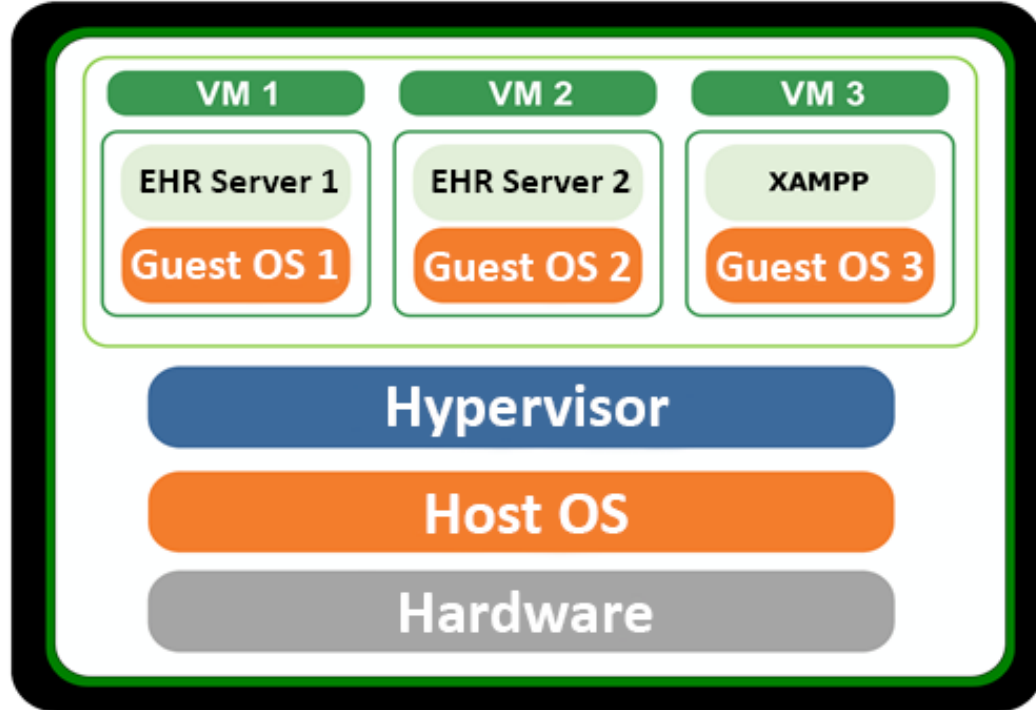 VM 1
VM 2
VM 3
EHR Server 1
EHR Server 2
XAMPP
Guest OS 1
Guest OS 2
Guest OS 3
Hypervisor
Host OS
Hardware